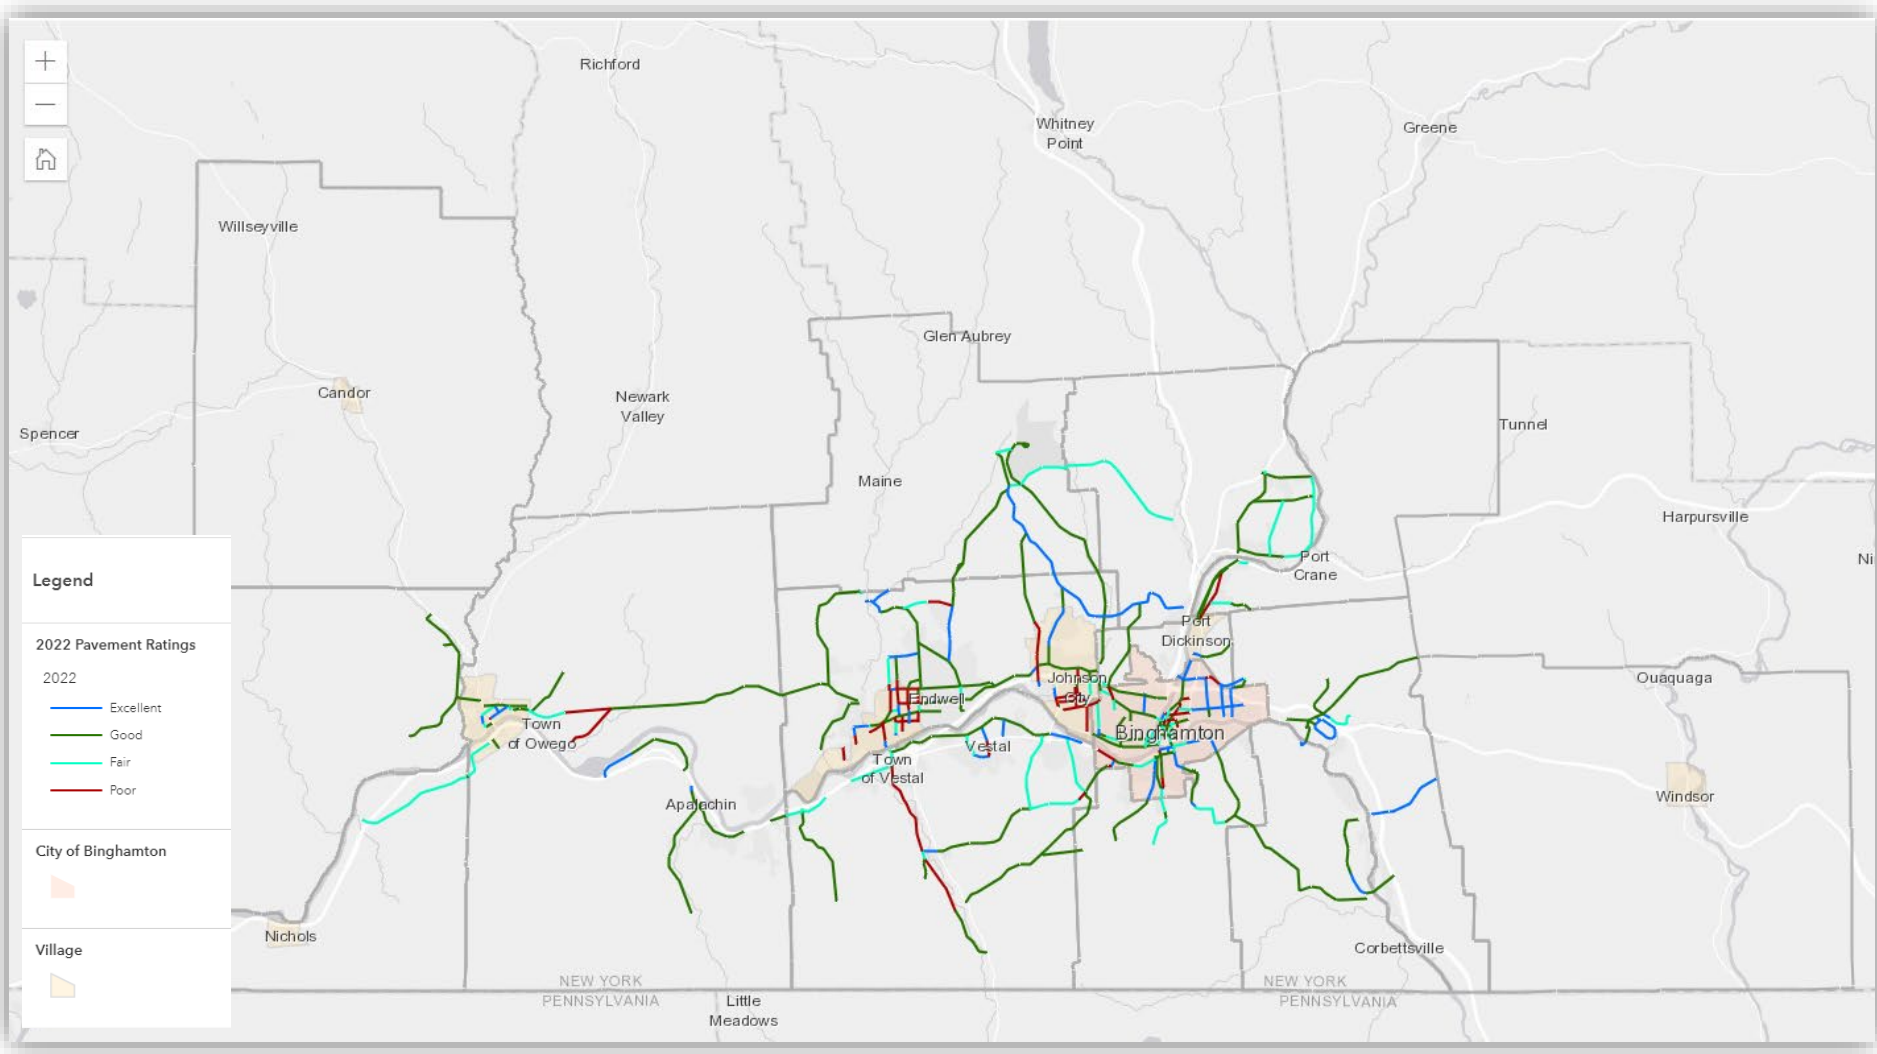 +
Richford
−
Whitney
Point
Greene
Willseyville
Glen Aubrey
Candor
Newark
Valley
Spencer
Tunnel
Maine
Harpursville
Port
Crane
Ni
Legend
Port
Dickinson
2022 Pavement Ratings
2022
Johnson
City
Ouaquaga
Excellent
Endwell
Good
Town
of Owego
Binghamton
Vestal
Fair
Town
of Vestal
Poor
Apalachin
Windsor
City of Binghamton
Nichols
Village
Corbettsville
NEW YORK
PENNSYLVANIA
NEW YORK
PENNSYLVANIA
Little
Meadows